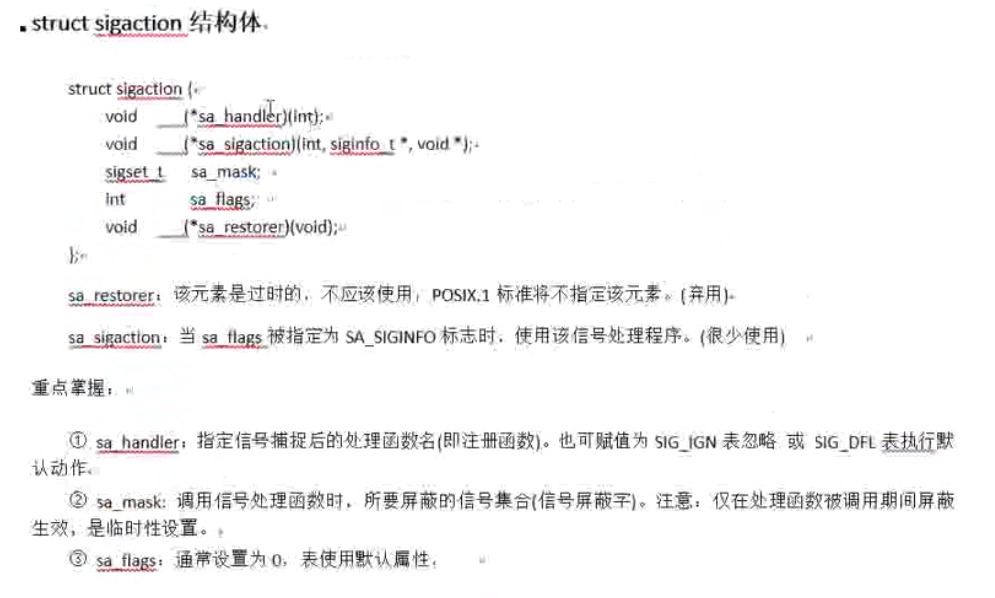 struct sigaction 结构体
struct sigaction {
void (*sa_handler)(int);
void (*sa_sigaction)(int, siginfo_t *, void *);
sigset_t sa_mask;
int sa_flags;
void (*sa_restorer)(void);
};
sa_restorer：该元素是过时的，不应该使用，POSIX.1 标准将不指定该元素。(弃用)
sa_sigaction：当 sa_flags 被指定为 SA_SIGINFO 标志时，使用该信号处理程序。(很少使用)
重点掌握：
① sa_handler：指定信号捕捉后的处理函数名(即注册函数)。也可赋值为 SIG_IGN 表忽略 或 SIG_DFL 表执行默
认动作。
② sa_mask: 调用信号处理函数时，所要屏蔽的信号集合(信号屏蔽字)。注意：仅在处理函数被调用期间屏蔽
生效，是临时性设置。
③ sa_flags：通常设置为 0，表使用默认属性。